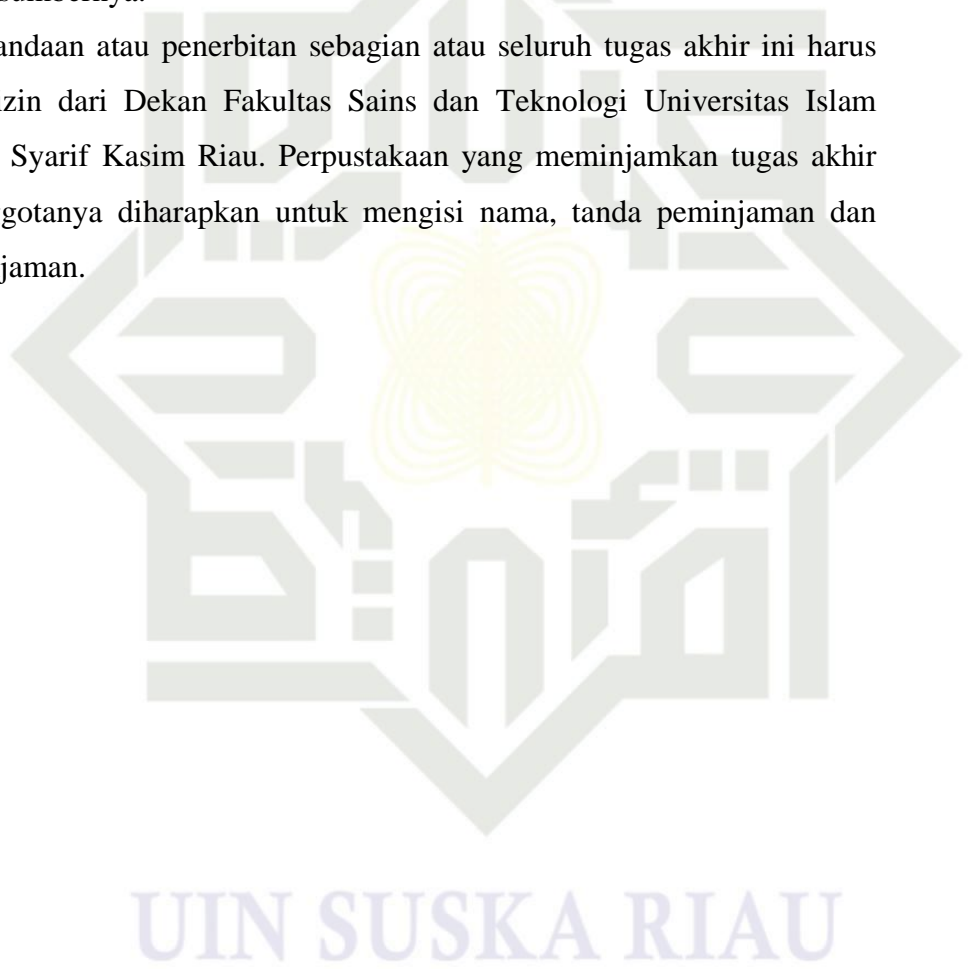 sumbernya.
andaan atau penerbitan sebagian atau seluruh tugas akhir ini harus
izin dari Dekan Fakultas Sains dan Teknologi Universitas Islam
Syarif Kasim Riau. Perpustakaan yang meminjamkan tugas akhir
gotanya diharapkan untuk mengisi nama, tanda peminjaman dan
jaman.
UIN SUSKA RIAU